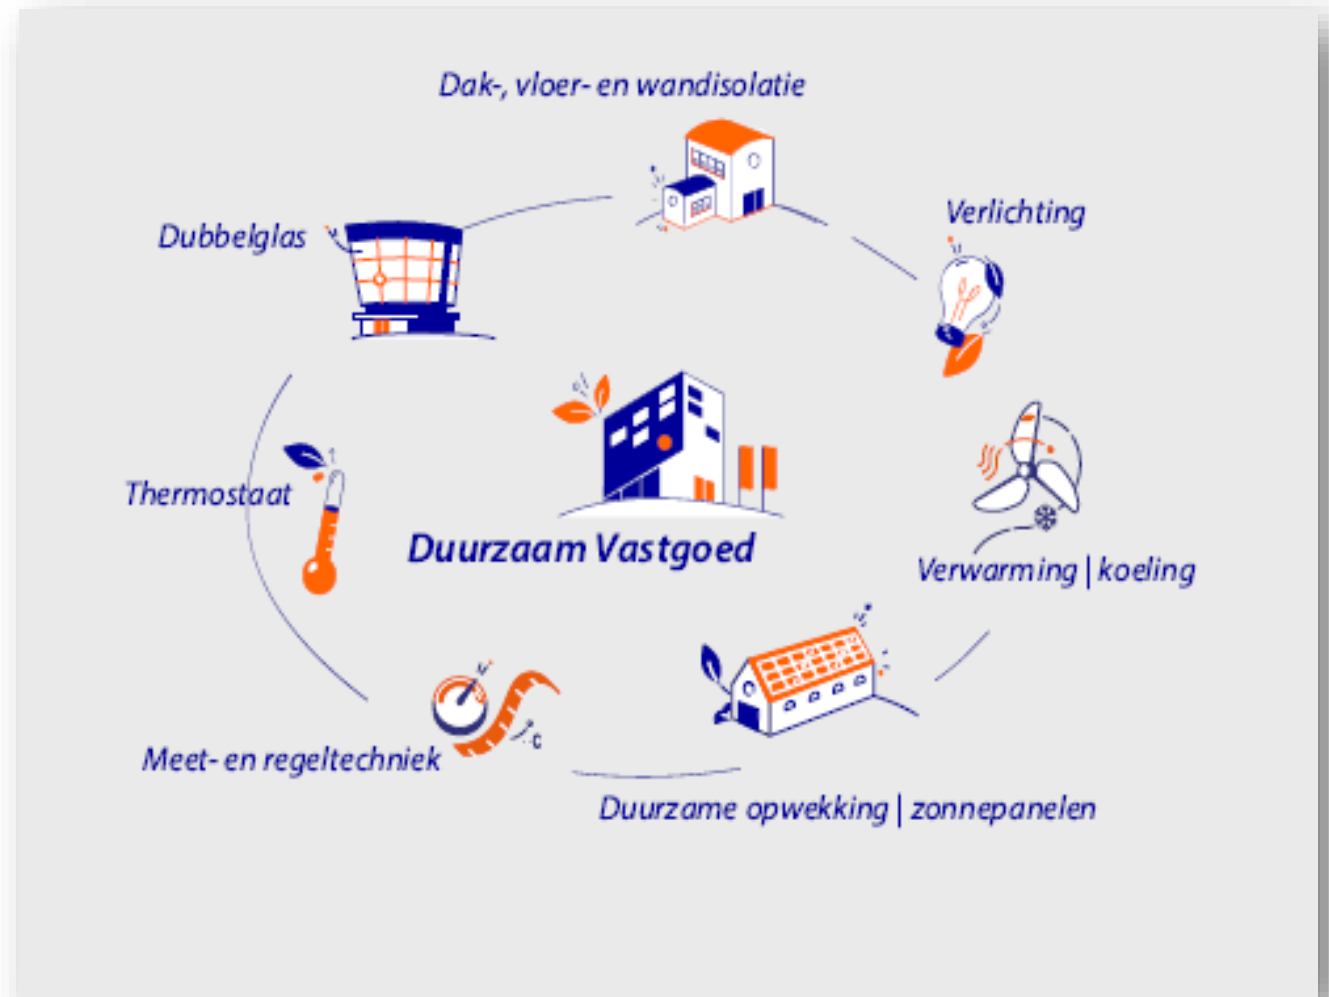 Dak-, vloer- en wandisolatie
Verlichting
Dubbelglas
Thermostaat
Duurzaam Vastgoed
Verwarming | koeling
Meet- en regeltechniek
Duurzame opwekking | zonnepanelen